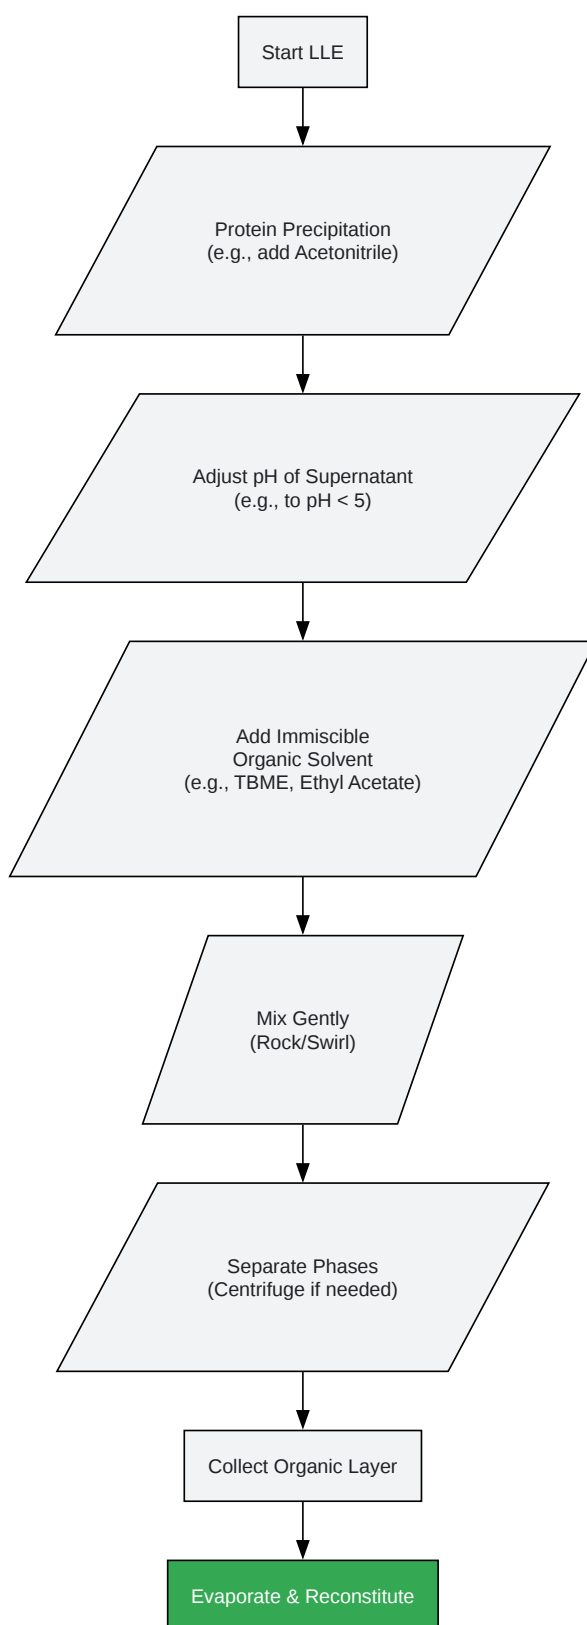 Start LLE
Protein Precipitation
(e.g., add Acetonitrile)
Adjust pH of Supernatant
(e.g., to pH < 5)
Add Immiscible
Organic Solvent
(e.g., TBME, Ethyl Acetate)
Mix Gently
(Rock/Swirl)
Separate Phases
(Centrifuge if needed)
Collect Organic Layer
Evaporate & Reconstitute